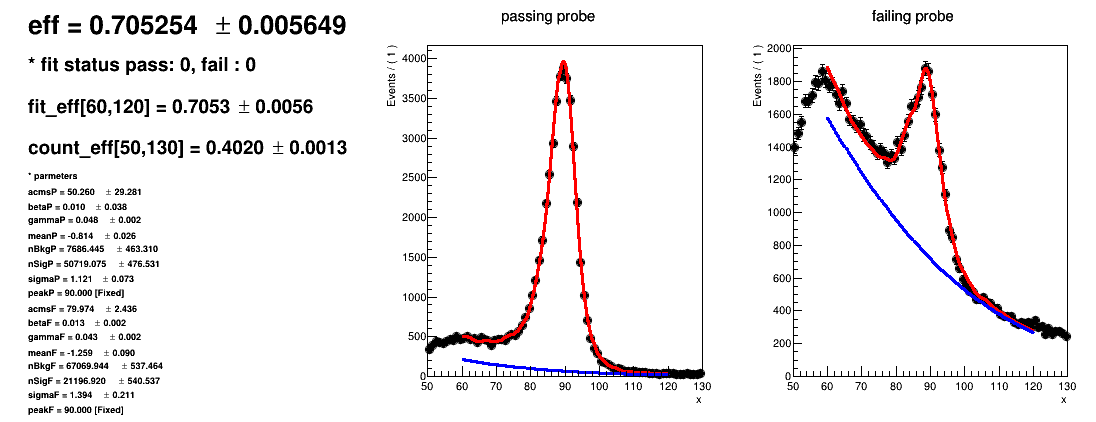 eff = 0.705254 ± 0.005649
* fit status pass: 0, fail : 0
fit_eff[60,120] = 0.7053 ± 0.0056
count_eff[50,130] = 0.4020 ± 0.0013
* parmeters
acmsP = 50.260 ± 29.281
betaP = 0.010 ± 0.038
gammaP = 0.048 ± 0.002
meanP = -0.814 ± 0.026
nBkgP = 7686.445 ± 463.310
nSigP = 50719.075 ± 476.531
sigmaP = 1.121 ± 0.073
peakP = 90.000 [Fixed]
acmsF = 79.974 ± 2.436
betaF = 0.013 ± 0.002
gammaF = 0.043 ± 0.002
meanF = -1.259 ± 0.090
nBkgF = 67069.944 ± 537.464
nSigF = 21196.920 ± 540.537
sigmaF = 1.394 ± 0.211
peakF = 90.000 [Fixed]
passing probe
Events / ( 1 )
4000
3500
3000
2500
2000
1500
1000
500
0
50 60 70 80 90 100 110 120 130
x
failing probe
Events / ( 1 )
2000
1800
1600
1400
1200
1000
800
600
400
200
0
50 60 70 80 90 100 110 120 130
x